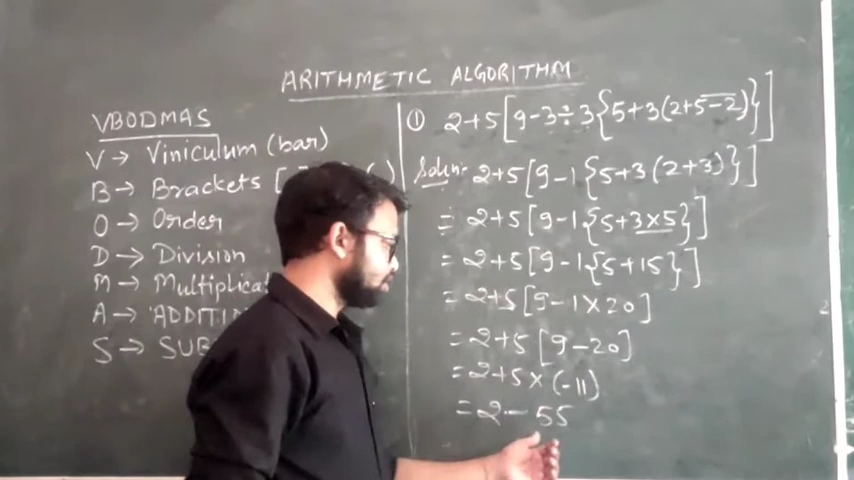 ARITHMETIC ALGORITHM
VBODMAS
V → Viniculum (bar)
B → Brackets [
O → Order
D → Division
M → Multiplicat
A → ADDITI
S → SUB
① 2+5[9-3÷3{5+3(2+5̅-̅2̅)}]
Soln:- 2+5[9-1{5+3(2+3)}]
= 2+5[9-1{5+3×5}]
= 2+5[9-1{5+15}]
= 2+5[9-1×20]
= 2+5[9-20]
= 2+5×(-11)
= 2-55